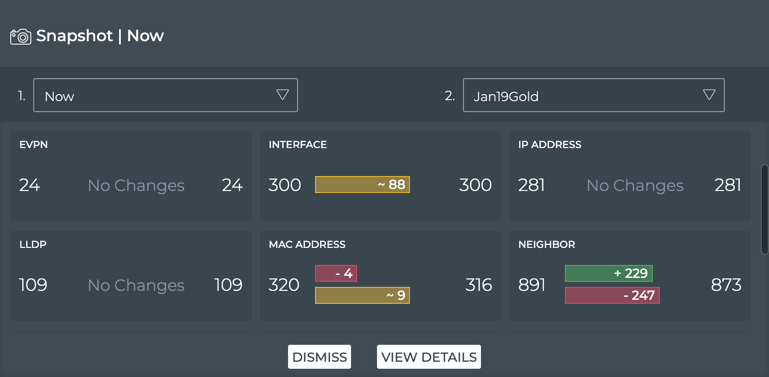 Snapshot | Now
1. Now
2. Jan19Gold
EVPN
24 No Changes 24
INTERFACE
300 ~ 88 300
IP ADDRESS
281 No Changes 281
LLDP
109 No Changes 109
MAC ADDRESS
320 - 4 316
~ 9
NEIGHBOR
891 + 229 873
- 247
DISMISS
VIEW DETAILS